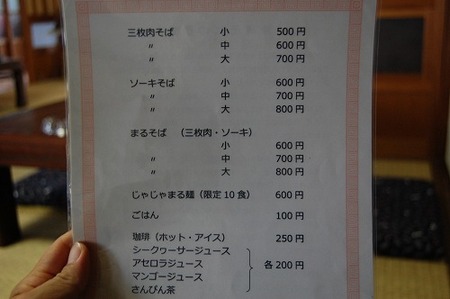 三枚肉そば 小 500円
〃 中 600円
〃 大 700円
ソーキそば 小 600円
〃 中 700円
〃 大 800円
まるそば （三枚肉・ソーキ）
小 600円
〃 中 700円
〃 大 800円
じゃじゃまる麺（限定10食） 600円
ごはん 100円
珈琲（ホット・アイス） 250円
シークヮーサージュース
アセロラジュース 各200円
マンゴージュース
さんぴん茶